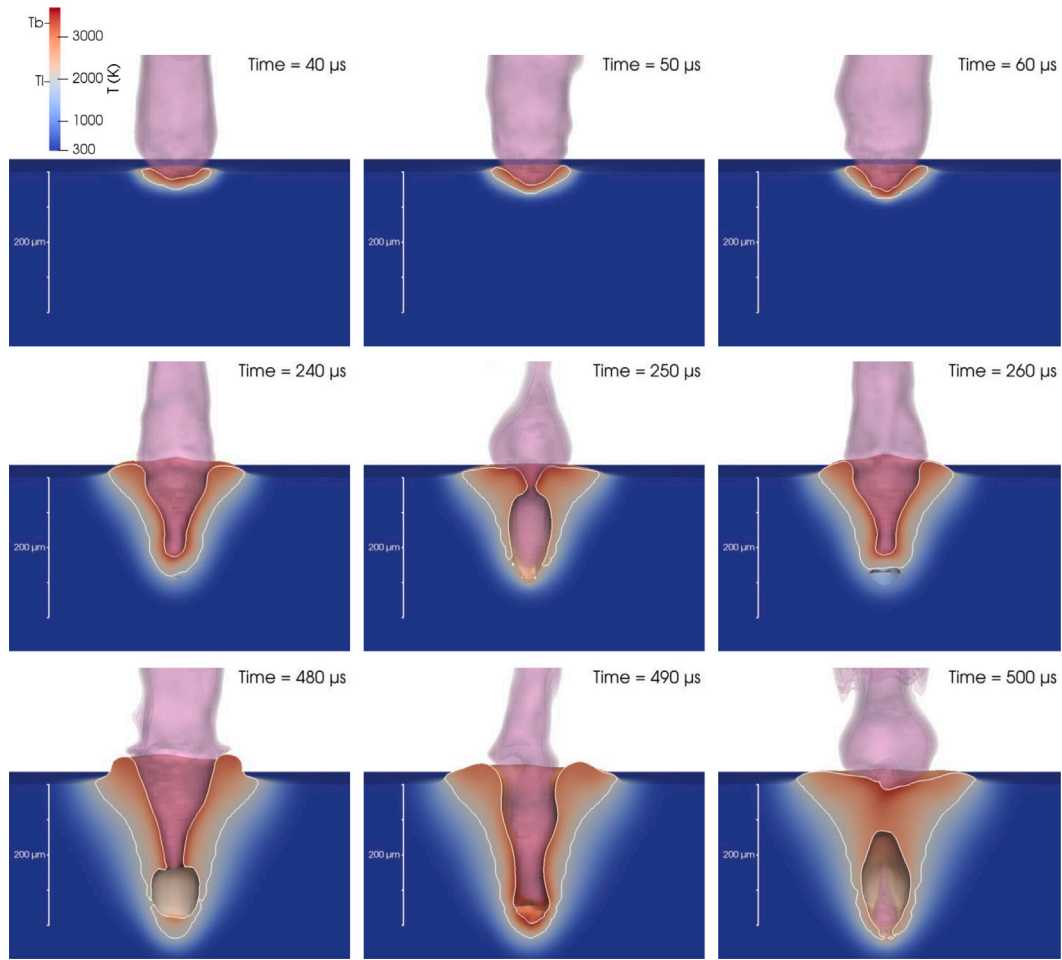 Tb
3000
Tl
2000
T (K)
1000
300
Time = 40 µs
Time = 50 µs
Time = 60 µs
200 µm
200 µm
200 µm
Time = 240 µs
Time = 250 µs
Time = 260 µs
200 µm
200 µm
200 µm
Time = 480 µs
Time = 490 µs
Time = 500 µs
200 µm
200 µm
200 µm